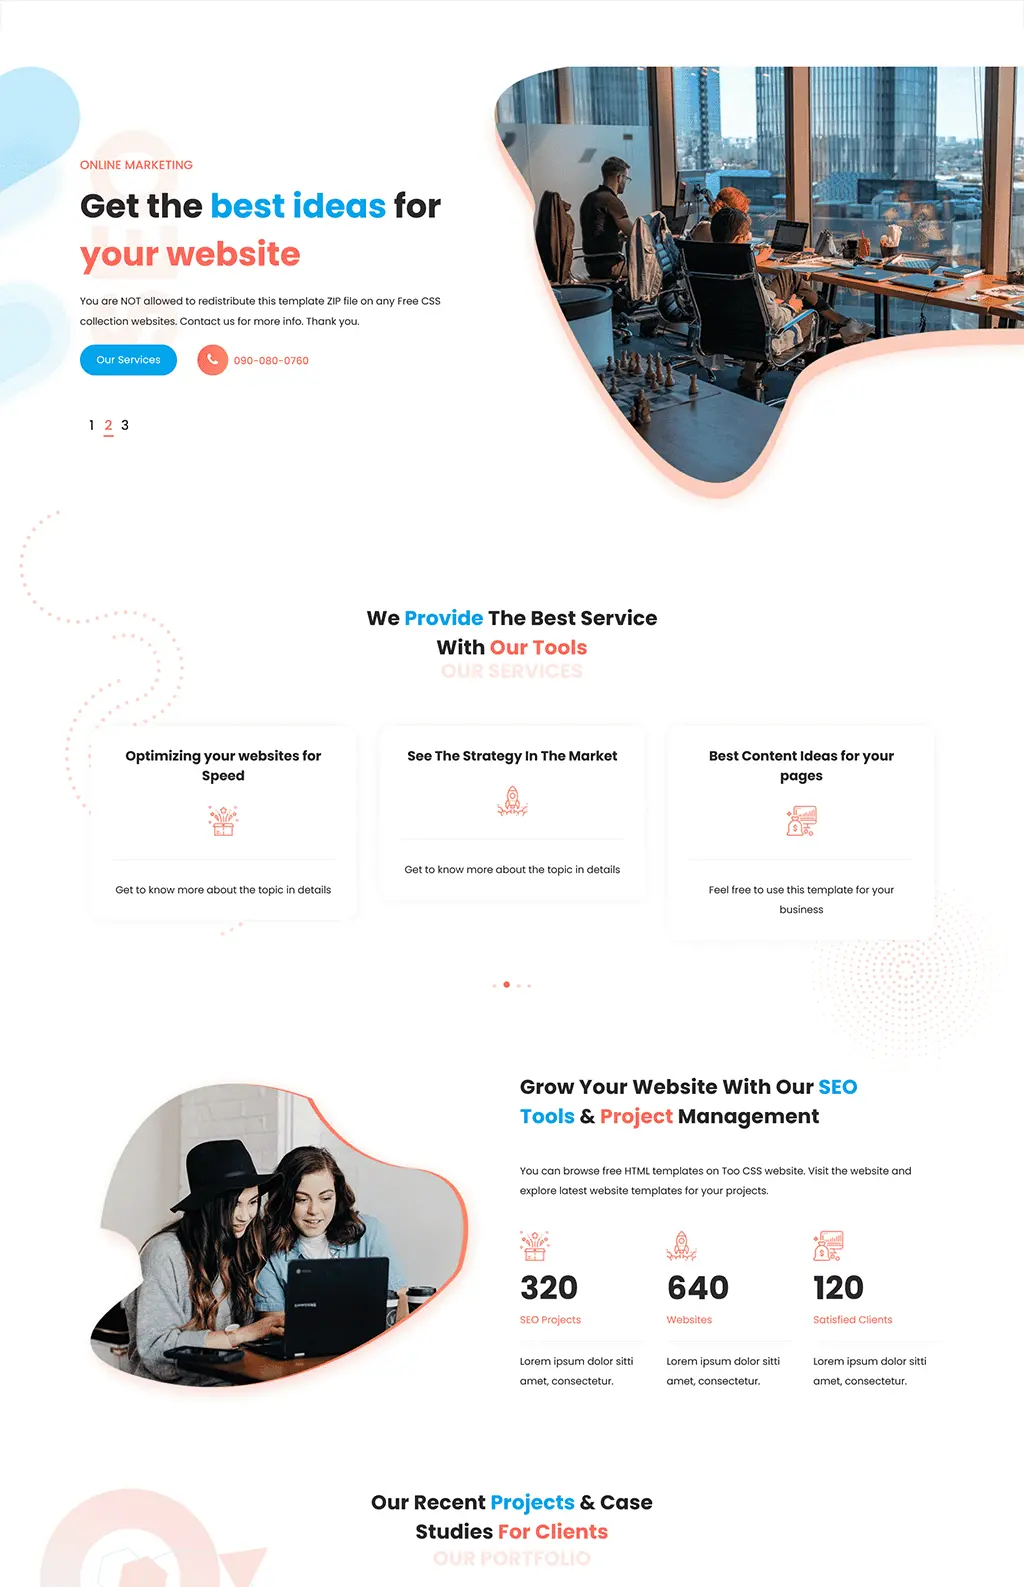 ONLINE MARKETING
Get the best ideas for
your website
You are NOT allowed to redistribute this template ZIP file on any Free CSS
collection websites. Contact us for more info. Thank you.
Our Services
090-080-0760
1 2 3
We Provide The Best Service
With Our Tools
OUR SERVICES
Optimizing your websites for
Speed
Get to know more about the topic in details
See The Strategy In The Market
Get to know more about the topic in details
Best Content Ideas for your
pages
Feel free to use this template for your
business
Grow Your Website With Our SEO
Tools & Project Management
You can browse free HTML templates on Too CSS website. Visit the website and
explore latest website templates for your projects.
320
SEO Projects
Lorem ipsum dolor sitti
amet, consectetur.
640
Websites
Lorem ipsum dolor sitti
amet, consectetur.
120
Satisfied Clients
Lorem ipsum dolor sitti
amet, consectetur.
SAMSUNG
Our Recent Projects & Case
Studies For Clients
OUR PORTFOLIO